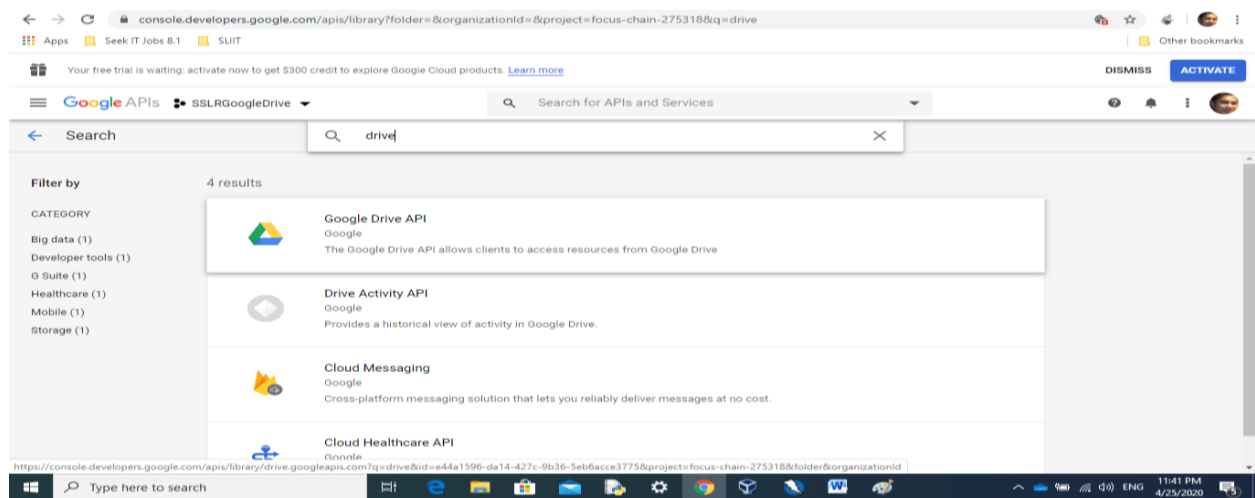 console.developers.google.com/apis/library?folder=&organizationId=&project=focus-chain-275318&q=drive
Apps Seek IT Jobs 8.1 SLIIT Other bookmarks
Your free trial is waiting: activate now to get $300 credit to explore Google Cloud products. Learn more DISMISS ACTIVATE
Google APIs SSLRGoogleDrive Search for APIs and Services
Search drive
Filter by 4 results
CATEGORY
Big data (1)
Developer tools (1)
G Suite (1)
Healthcare (1)
Mobile (1)
Storage (1)
Google Drive API
Google
The Google Drive API allows clients to access resources from Google Drive
Drive Activity API
Google
Provides a historical view of activity in Google Drive.
Cloud Messaging
Google
Cross-platform messaging solution that lets you reliably deliver messages at no cost.
Cloud Healthcare API
Google
https://console.developers.google.com/apis/library/drive.googleapis.com?q=drive&id=e44a1596-da14-427c-9b36-5eb6acce3775&project=focus-chain-275318&folder&organizationId
Type here to search ENG 11:41 PM
4/25/2020